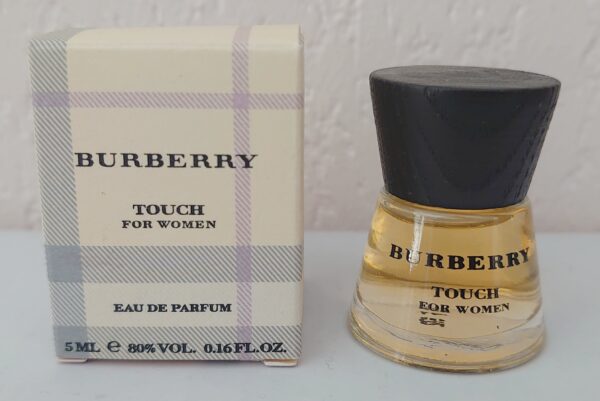 BURBERRY
TOUCH
FOR WOMEN
EAU DE PARFUM
5 ML e 80% VOL. 0.16 FL.OZ.
BURBERRY
TOUCH
FOR WOMEN